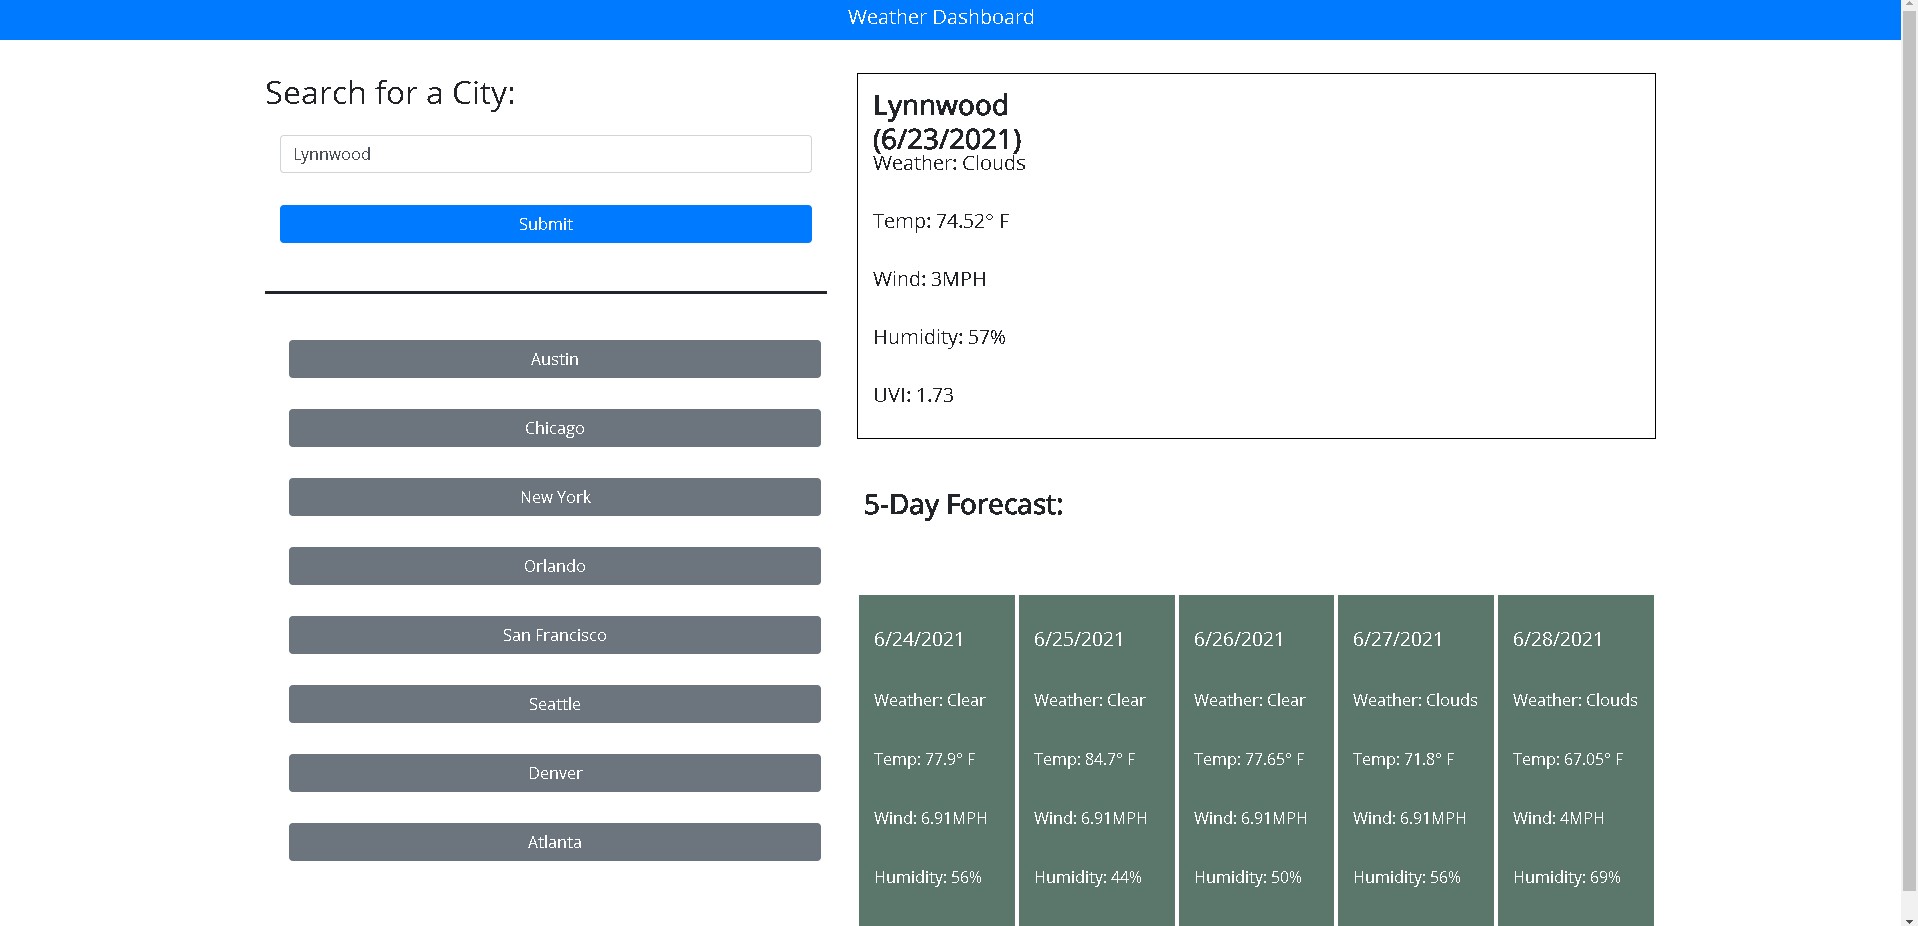 Weather Dashboard
Search for a City:
Lynnwood
Submit
Austin
Chicago
New York
Orlando
San Francisco
Seattle
Denver
Atlanta
Lynnwood
(6/23/2021)
Weather: Clouds
Temp: 74.52° F
Wind: 3MPH
Humidity: 57%
UVI: 1.73
5-Day Forecast:
6/24/2021
Weather: Clear
Temp: 77.9° F
Wind: 6.91MPH
Humidity: 56%
6/25/2021
Weather: Clear
Temp: 84.7° F
Wind: 6.91MPH
Humidity: 44%
6/26/2021
Weather: Clear
Temp: 77.65° F
Wind: 6.91MPH
Humidity: 50%
6/27/2021
Weather: Clouds
Temp: 71.8° F
Wind: 6.91MPH
Humidity: 56%
6/28/2021
Weather: Clouds
Temp: 67.05° F
Wind: 4MPH
Humidity: 69%